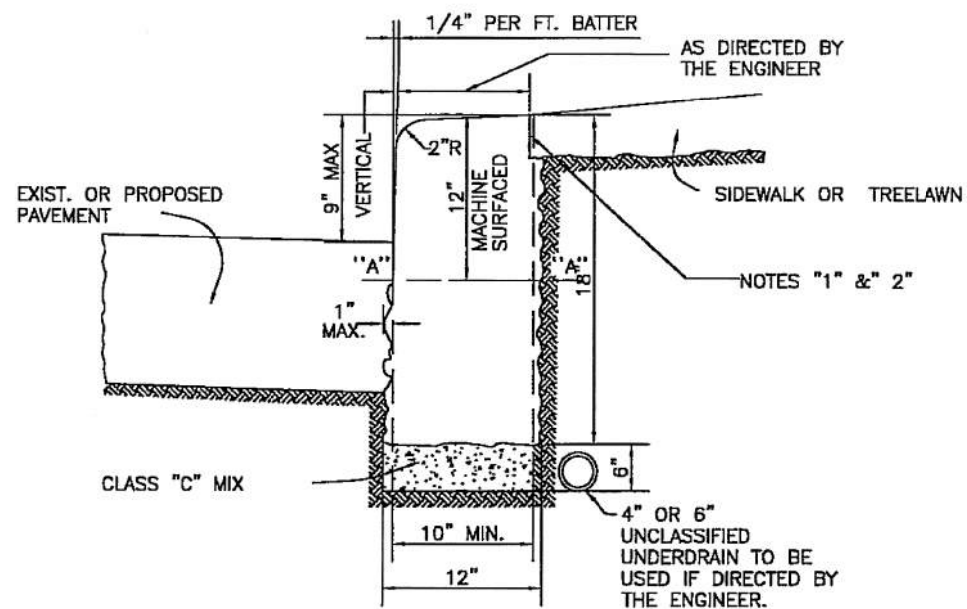 1/4" PER FT. BATTER
AS DIRECTED BY
THE ENGINEER
9" MAX
VERTICAL
2"R
12"
MACHINE
SURFACED
EXIST. OR PROPOSED
PAVEMENT
SIDEWALK OR TREELAWN
"A"
"A"
18"
NOTES "1" &" 2"
1"
MAX.
CLASS "C" MIX
6"
10" MIN.
12"
4" OR 6"
UNCLASSIFIED
UNDERDRAIN TO BE
USED IF DIRECTED BY
THE ENGINEER.